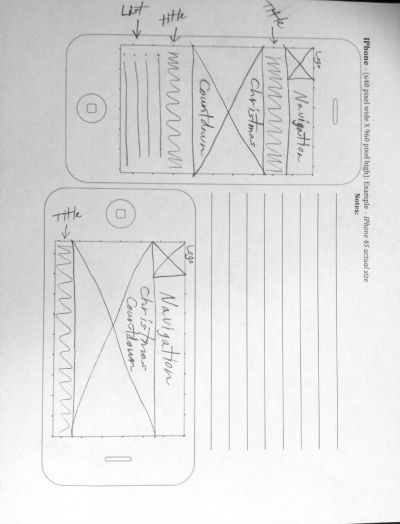 IPhone - (640 pixel wide X 960 pixel high): Example - IPhone 4S actual size
Notes:
Logo
Navigation
Title
Christmas
Countdown
Title
List
Logo
Navigation
Christmas
Countdown
Title